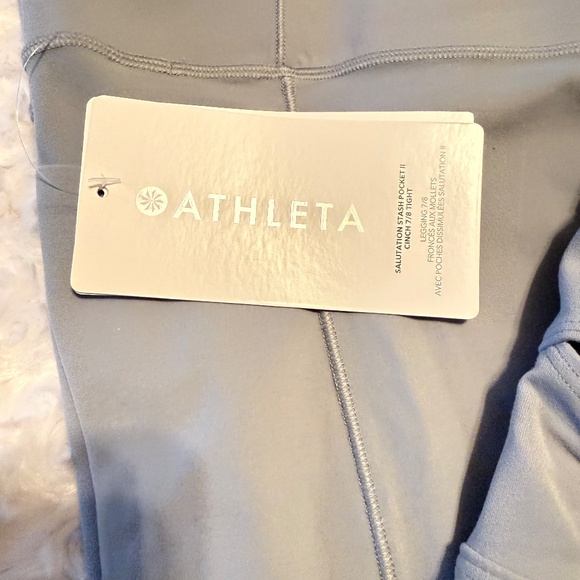 ATHLETA
SALUTATION STASH POCKET II
CINCH 7/8 TIGHT
LEGGING 7/8
FRONCÉS AUX MOLLETS
AVEC POCHES DISSIMULÉES SALUTATION II